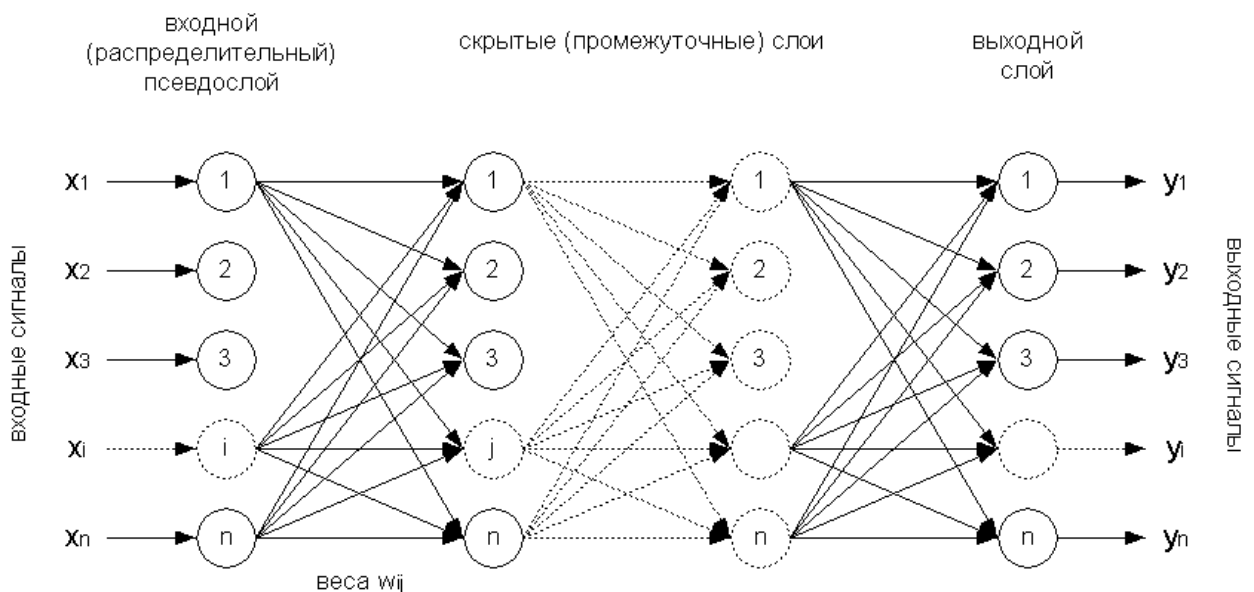 входной
(распределительный)
псевдослой
скрытые (промежуточные) слои
выходной
слой
входные сигналы
x1 1 1 1 1 y1
x2 2 2 2 2 y2
x3 3 3 3 3 y3
xi i j yi
xn n n n n yn
выходные сигналы
веса wij